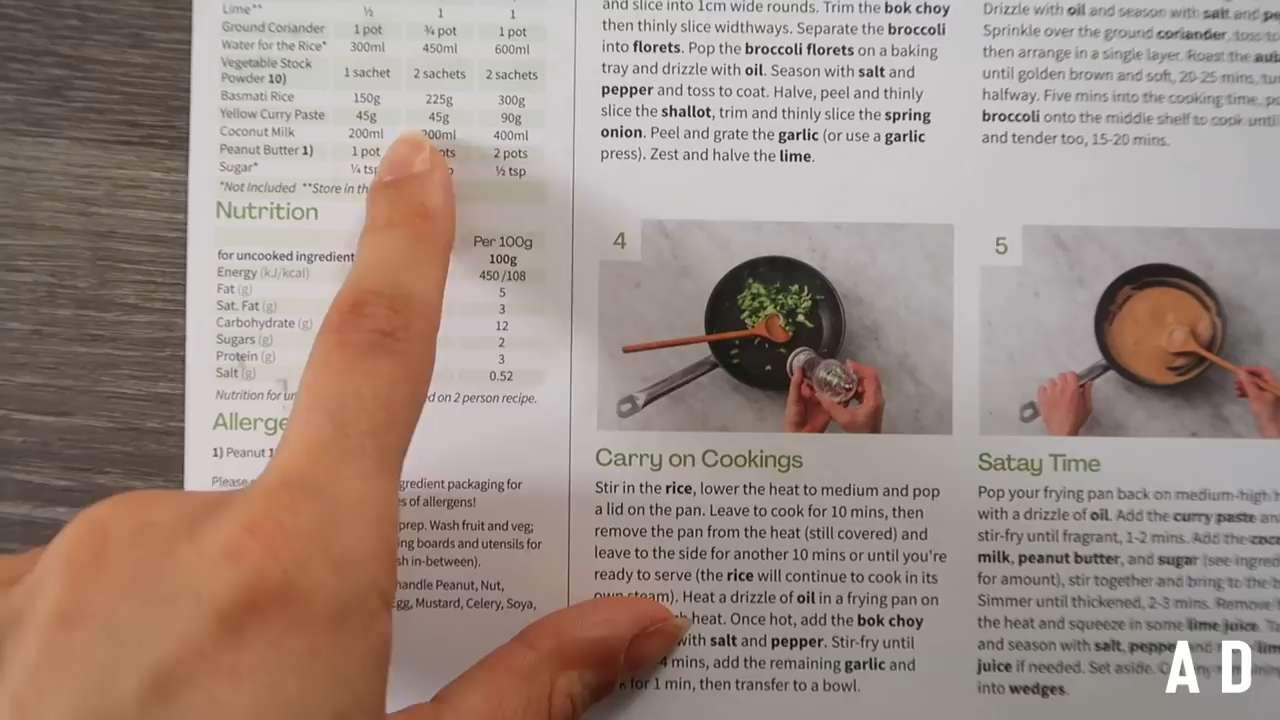 Lime** ½ 1 1
Ground Coriander 1 pot ¾ pot 1 pot
Water for the Rice* 300ml 450ml 600ml
Vegetable Stock
Powder 10) 1 sachet 2 sachets 2 sachets
Basmati Rice 150g 225g 300g
Yellow Curry Paste 45g 45g 90g
Coconut Milk 200ml 200ml 400ml
Peanut Butter 1) 1 pot 2 pots
Sugar* ¼ tsp ½ tsp
*Not Included **Store in th
Nutrition
Per 100g
for uncooked ingredient 100g
Energy (kJ/kcal) 450/108
Fat (g) 5
Sat. Fat (g) 3
Carbohydrate (g) 12
Sugars (g) 2
Protein (g) 3
Salt (g) 0.52
Nutrition for un d on 2 person recipe.
Allerge
1) Peanut 1
Please gredient packaging for
s of allergens!
prep. Wash fruit and veg;
ing boards and utensils for
sh in-between).
handle Peanut, Nut,
Egg, Mustard, Celery, Soya,
and slice into 1cm wide rounds. Trim the bok choy
then thinly slice widthways. Separate the broccoli
into florets. Pop the broccoli florets on a baking
tray and drizzle with oil. Season with salt and
pepper and toss to coat. Halve, peel and thinly
slice the shallot, trim and thinly slice the spring
onion. Peel and grate the garlic (or use a garlic
press). Zest and halve the lime.
Drizzle with oil and season with salt and pe
Sprinkle over the ground coriander, toss to
then arrange in a single layer. Roast the aub
until golden brown and soft, 20-25 mins, tur
halfway. Five mins into the cooking time, po
broccoli onto the middle shelf to cook until
and tender too, 15-20 mins.
4
Carry on Cookings
Stir in the rice, lower the heat to medium and pop
a lid on the pan. Leave to cook for 10 mins, then
remove the pan from the heat (still covered) and
leave to the side for another 10 mins or until you're
ready to serve (the rice will continue to cook in its
own steam). Heat a drizzle of oil in a frying pan on
heat. Once hot, add the bok choy
with salt and pepper. Stir-fry until
4 mins, add the remaining garlic and
for 1 min, then transfer to a bowl.
5
Satay Time
Pop your frying pan back on medium-high h
with a drizzle of oil. Add the curry paste an
stir-fry until fragrant, 1-2 mins. Add the coco
milk, peanut butter, and sugar (see ingred
for amount), stir together and bring to the b
Simmer until thickened, 2-3 mins. Remove
the heat and squeeze in some lime juice. Ta
and season with salt, pepper and lim
juice if needed. Set aside.
into wedges.
AD